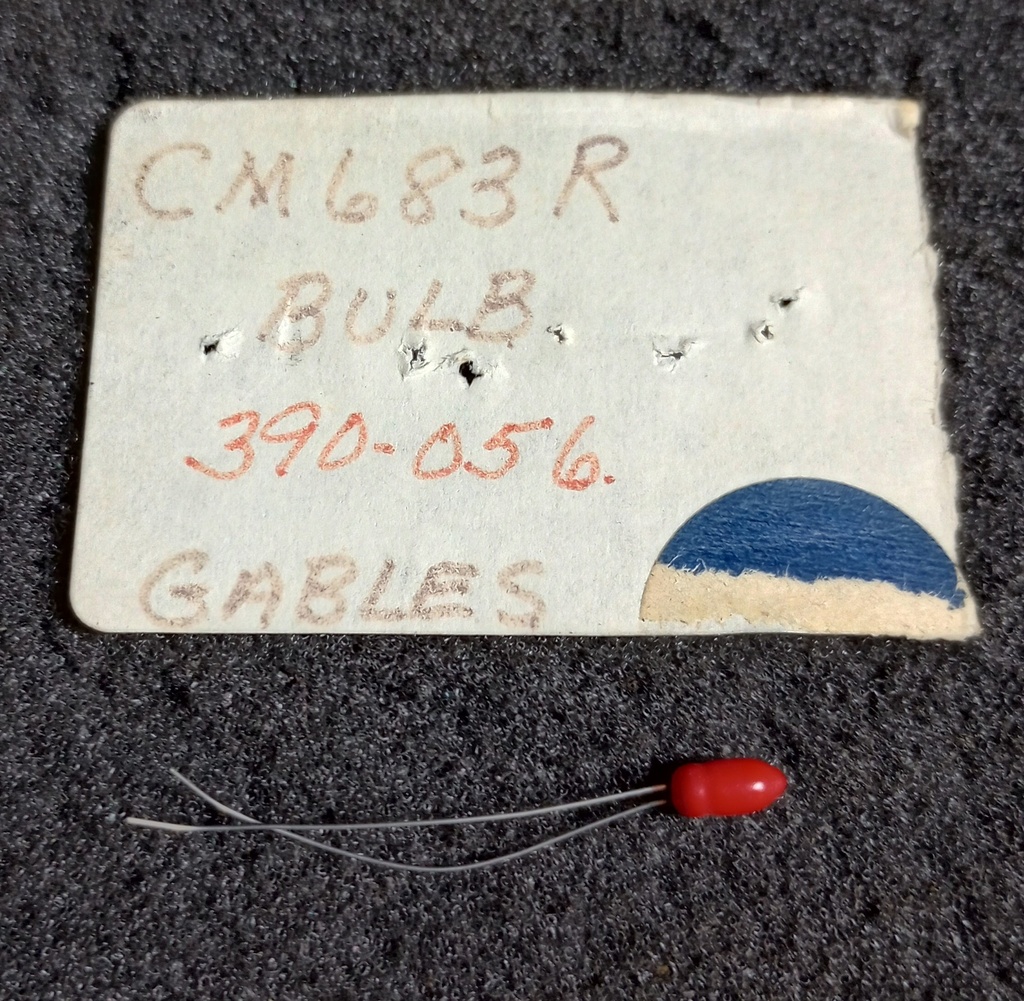 CM683R
BULB
390-056.
GABLES